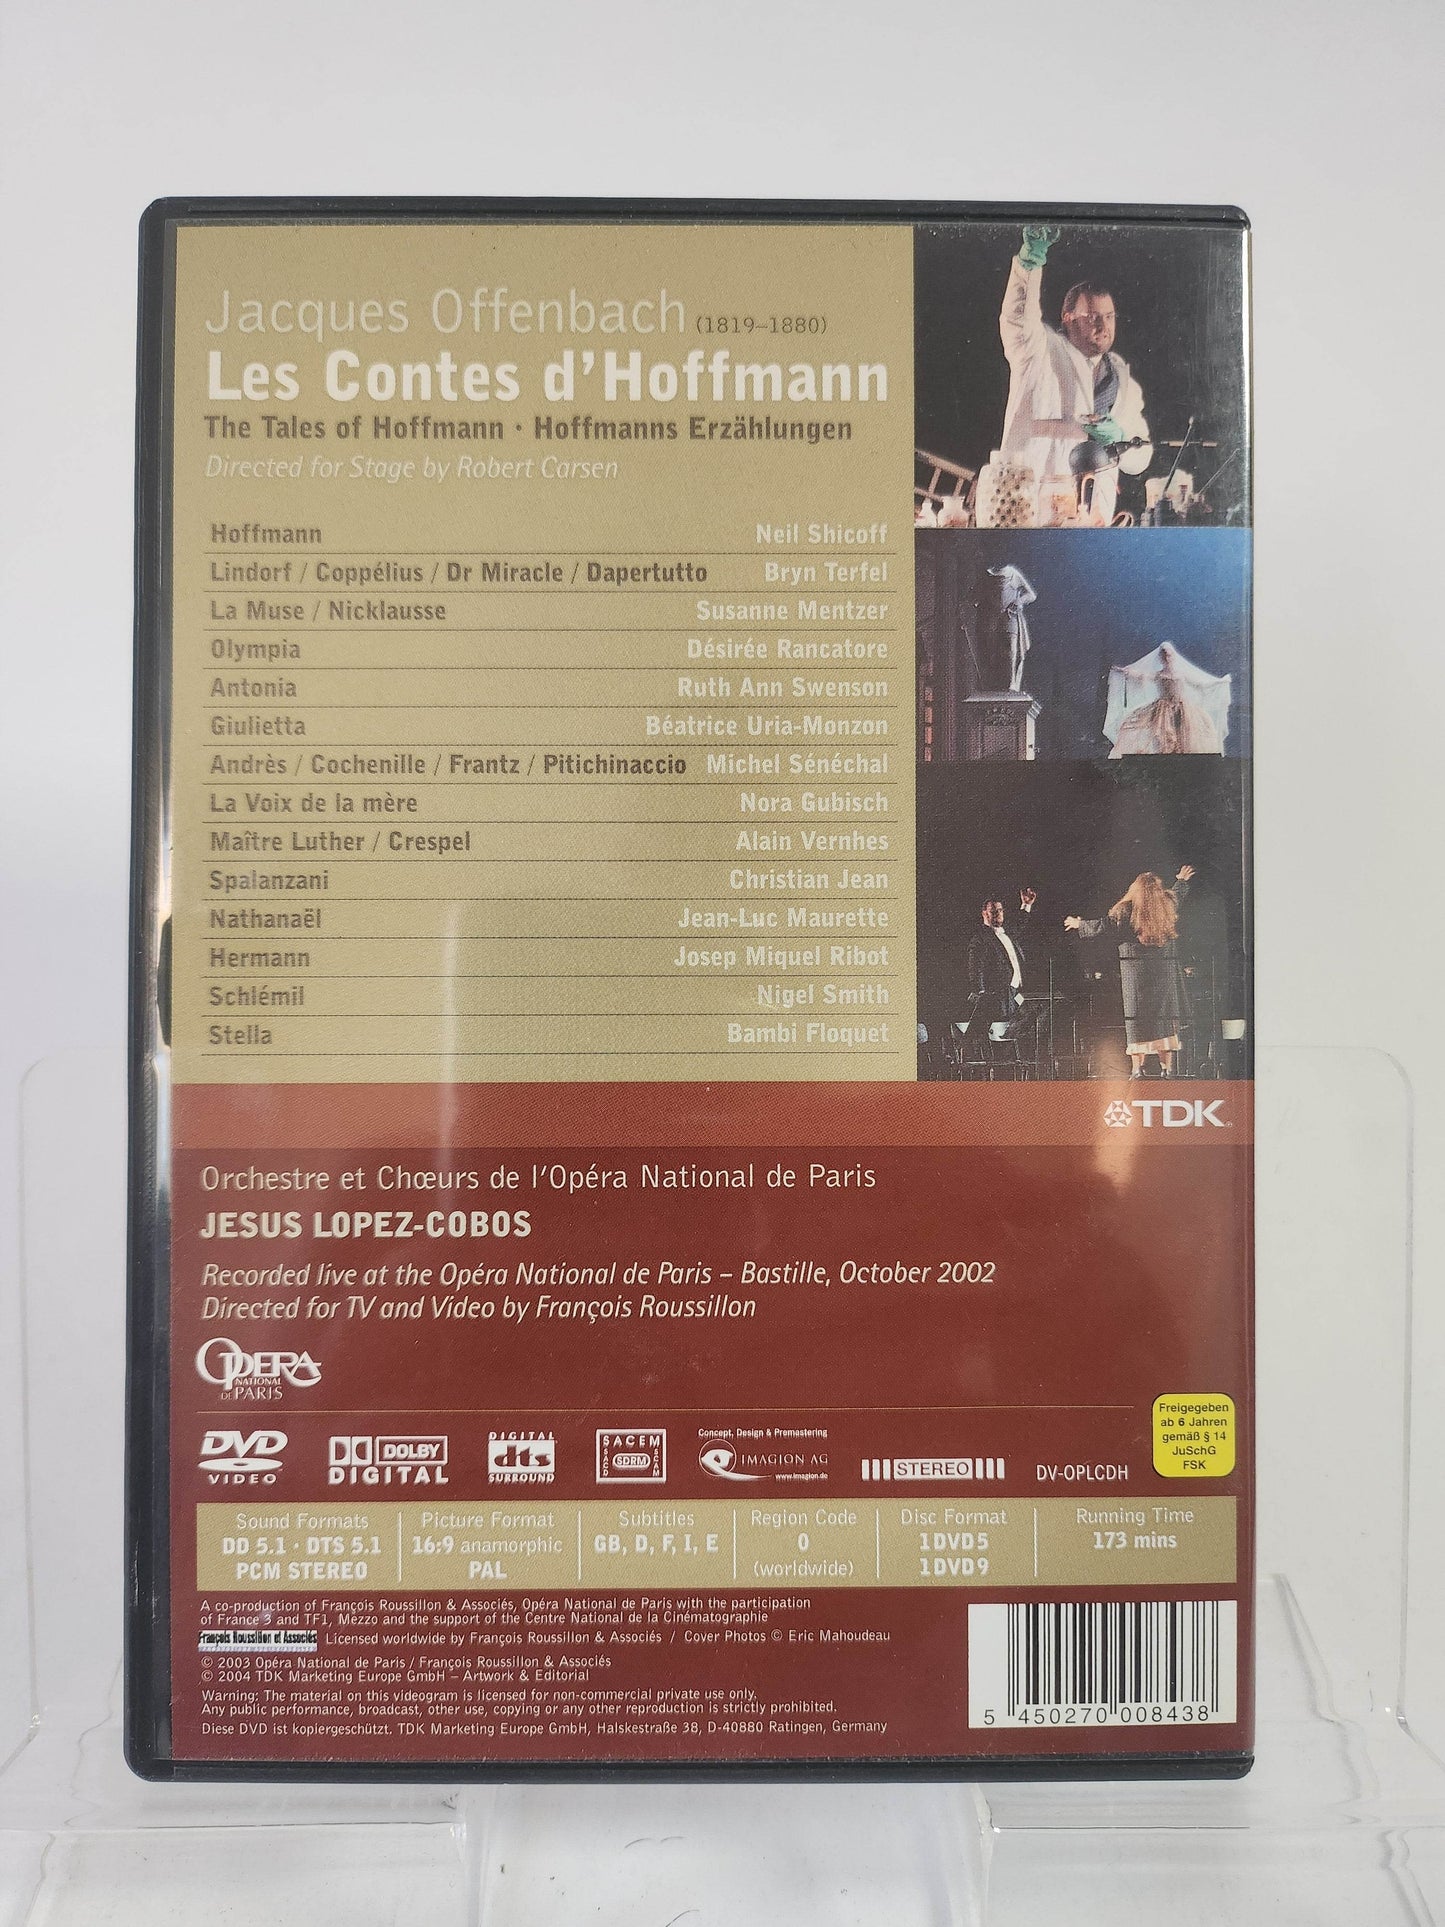 Jacques Offenbach (1819–1880)
Les Contes d'Hoffmann
The Tales of Hoffmann · Hoffmanns Erzählungen
Directed for Stage by Robert Carsen
Hoffmann Neil Shicoff
Lindorf / Coppélius / Dr Miracle / Dapertutto Bryn Terfel
La Muse / Nicklausse Susanne Mentzer
Olympia Désirée Rancatore
Antonia Ruth Ann Swenson
Giulietta Béatrice Uria-Monzon
Andrès / Cochenille / Frantz / Pitichinaccio Michel Sénéchal
La Voix de la mère Nora Gubisch
Maître Luther / Crespel Alain Vernhes
Spalanzani Christian Jean
Nathanaël Jean-Luc Maurette
Hermann Josep Miquel Ribot
Schlémil Nigel Smith
Stella Bambi Floquet
TDK
Orchestre et Chœurs de l'Opéra National de Paris
JESUS LOPEZ-COBOS
Recorded live at the Opéra National de Paris – Bastille, October 2002
Directed for TV and Video by François Roussillon
OPERA
NATIONAL
DE PARIS
Freigegeben
ab 6 Jahren
gemäß § 14
JuSchG
FSK
DVD
VIDEO
DOLBY
DIGITAL
DIGITAL
dts
SURROUND
SACEM
SACD
SDRM
SCAM
Concept, Design & Premastering
IMAGION AG
www.imagion.de
STEREO
DV-OPLCDH
Sound Formats
DD 5.1 · DTS 5.1
PCM STEREO
Picture Format
16:9 anamorphic
PAL
Subtitles
GB, D, F, I, E
Region Code
0
(worldwide)
Disc Format
1DVD5
1DVD9
Running Time
173 mins
A co-production of François Roussillon & Associés, Opéra National de Paris with the participation
of France 3 and TF1, Mezzo and the support of the Centre National de la Cinématographie
François Roussillon et Associés Licensed worldwide by François Roussillon & Associés / Cover Photos © Eric Mahoudeau
© 2003 Opéra National de Paris / François Roussillon & Associés
© 2004 TDK Marketing Europe GmbH – Artwork & Editorial
Warning: The material on this videogram is licensed for non-commercial private use only.
Any public performance, broadcast, other use, copying or any other reproduction is strictly prohibited.
Diese DVD ist kopiergeschützt. TDK Marketing Europe GmbH, Halskestraße 38, D-40880 Ratingen, Germany
5 450270 008438